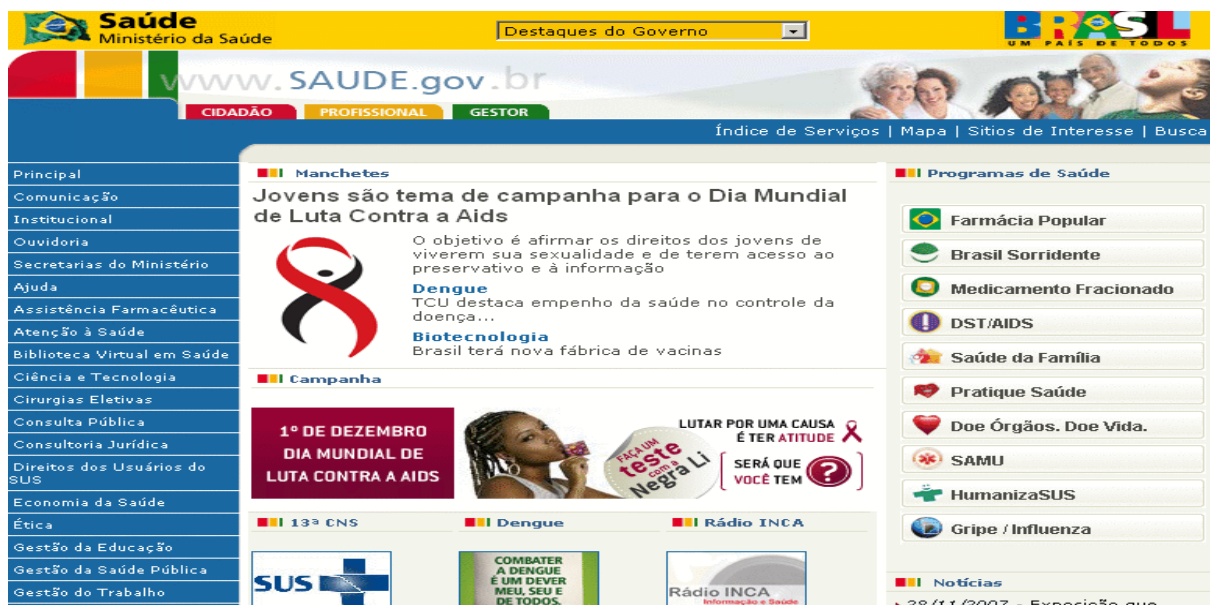 Saúde
Ministério da Saúde
Destaques do Governo
BRASIL
UM PAÍS DE TODOS
www.SAUDE.gov.br
CIDADÃO PROFISSIONAL GESTOR
Índice de Serviços | Mapa | Sitios de Interesse | Busca
Principal
Comunicação
Institucional
Ouvidoria
Secretarias do Ministério
Ajuda
Assistência Farmacêutica
Atenção à Saúde
Biblioteca Virtual em Saúde
Ciência e Tecnologia
Cirurgias Eletivas
Consulta Pública
Consultoria Jurídica
Direitos dos Usuários do
SUS
Economia da Saúde
Ética
Gestão da Educação
Gestão da Saúde Pública
Gestão do Trabalho
Manchetes
Jovens são tema de campanha para o Dia Mundial
de Luta Contra a Aids
O objetivo é afirmar os direitos dos jovens de
viverem sua sexualidade e de terem acesso ao
preservativo e à informação
Dengue
TCU destaca empenho da saúde no controle da
doença...
Biotecnologia
Brasil terá nova fábrica de vacinas
Campanha
1º DE DEZEMBRO
DIA MUNDIAL DE
LUTA CONTRA A AIDS
FAÇA UM
teste
com a
Negra Li
LUTAR POR UMA CAUSA
É TER ATITUDE
SERÁ QUE
VOCÊ TEM
?
13ª CNS
SUS
Dengue
COMBATER
A DENGUE
É UM DEVER
MEU, SEU E
DE TODOS.
Rádio INCA
Rádio INCA
Informação e Saúde
Programas de Saúde
Farmácia Popular
Brasil Sorridente
Medicamento Fracionado
DST/AIDS
Saúde da Família
Pratique Saúde
Doe Órgãos. Doe Vida.
SAMU
HumanizaSUS
Gripe / Influenza
Notícias
28/11/2007 - Exposição que